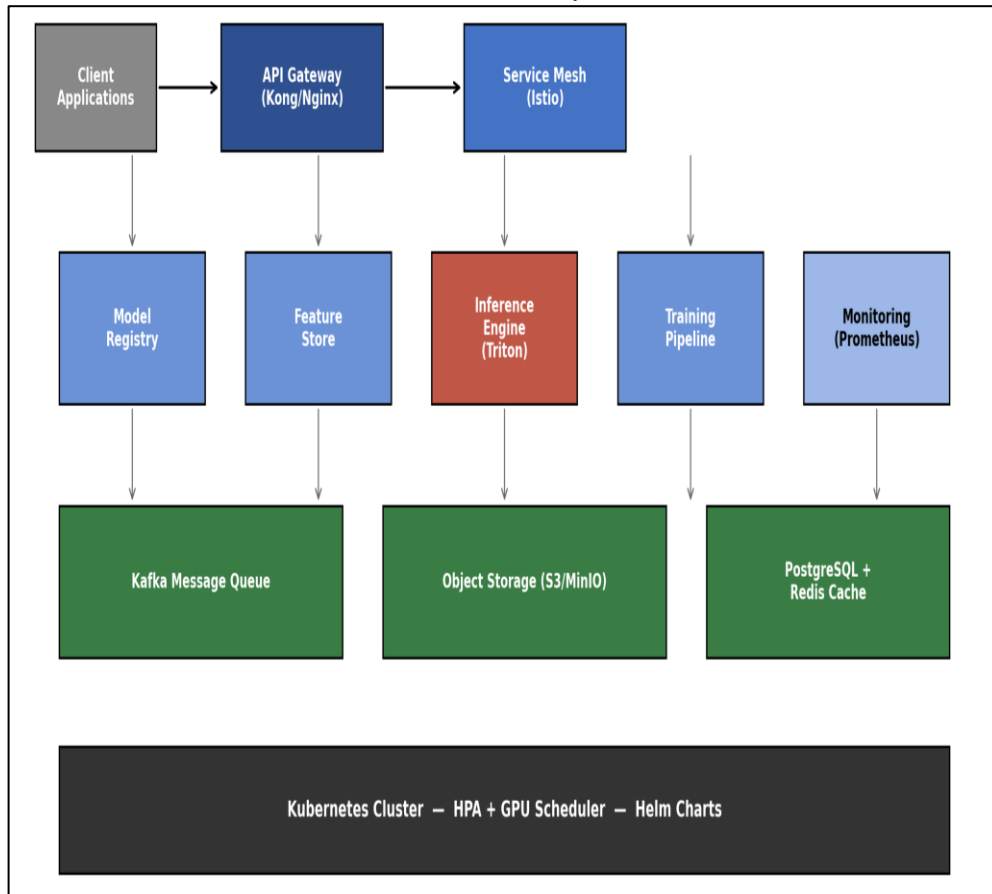 Client
Applications
API Gateway
(Kong/Nginx)
Service Mesh
(Istio)
Model
Registry
Feature
Store
Inference
Engine
(Triton)
Training
Pipeline
Monitoring
(Prometheus)
Kafka Message Queue
Object Storage (S3/MinIO)
PostgreSQL +
Redis Cache
Kubernetes Cluster — HPA + GPU Scheduler — Helm Charts